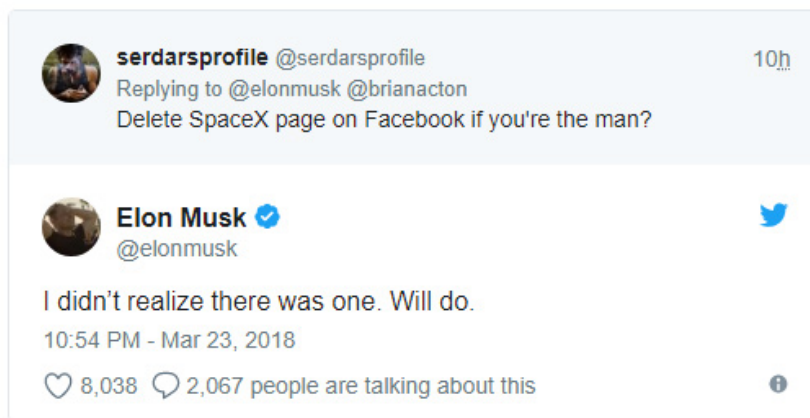 serdarsprofile @serdarsprofile 10h
Replying to @elonmusk @brianacton
Delete SpaceX page on Facebook if you're the man?
Elon Musk
@elonmusk
I didn’t realize there was one. Will do.
10:54 PM - Mar 23, 2018
8,038 2,067 people are talking about this